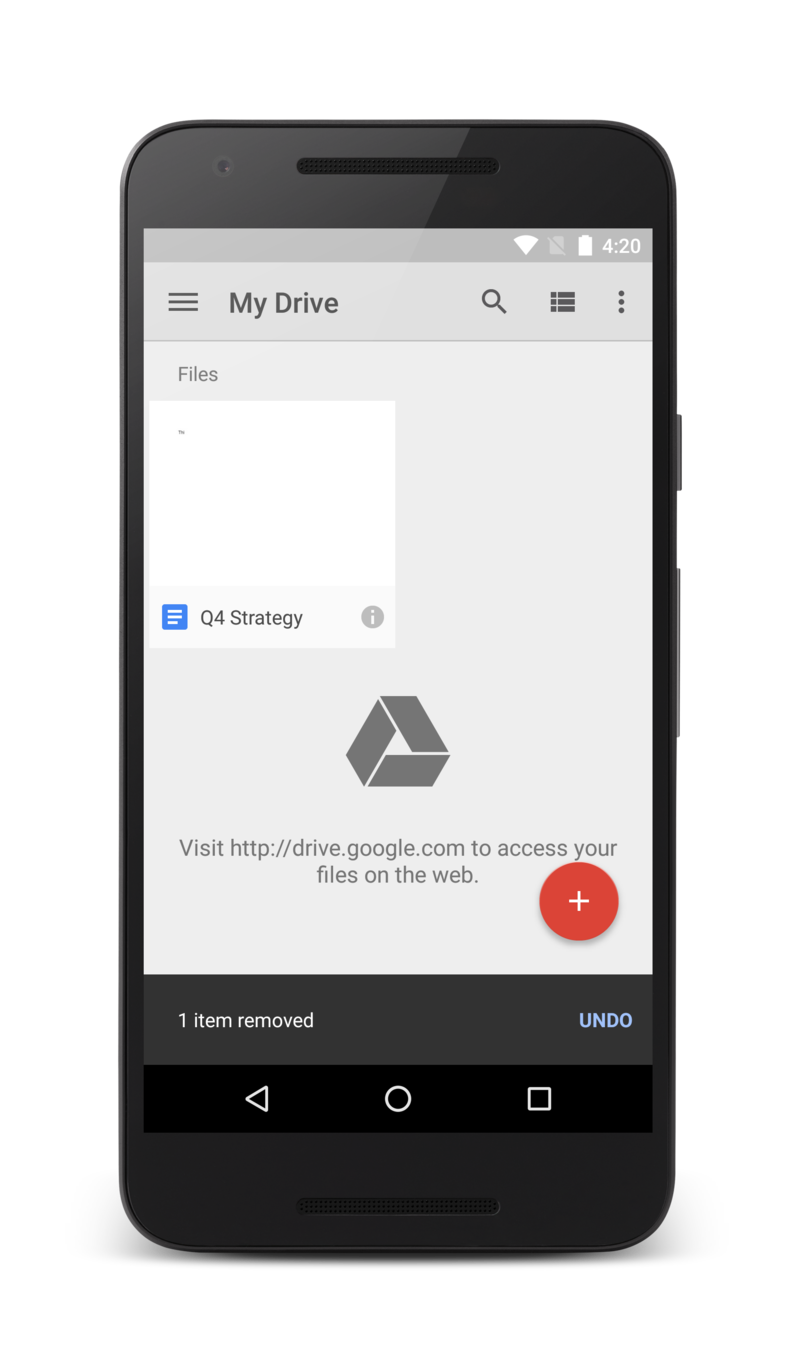 4:20
My Drive
Files
™
Q4 Strategy
Visit http://drive.google.com to access your
files on the web.
1 item removed
UNDO